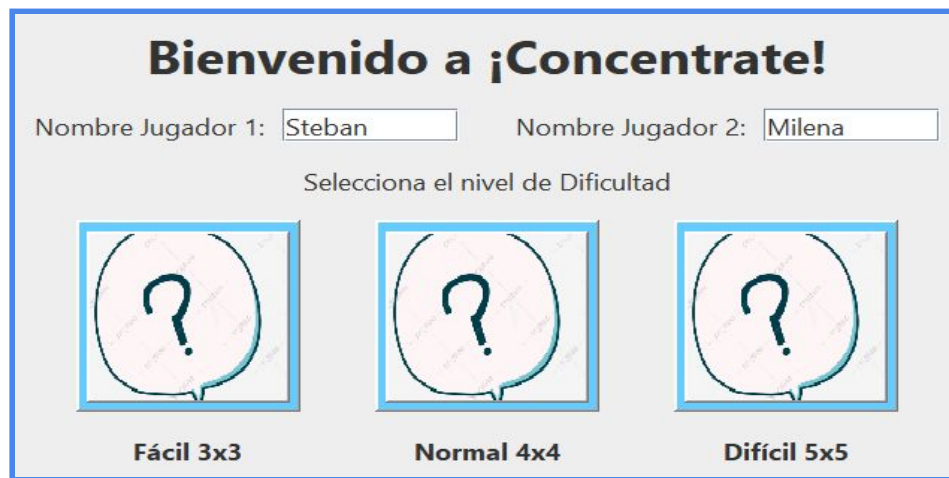 Bienvenido a ¡Concentrate!
Nombre Jugador 1: Steban Nombre Jugador 2: Milena
Selecciona el nivel de Dificultad
Fácil 3x3 Normal 4x4 Difícil 5x5